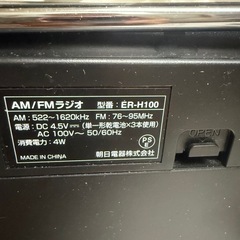 AM/FMラジオ 型番：ER-H100
AM：522～1620kHz FM：76～95MHz
電源：DC 4.5V⎓（単一形乾電池×3本使用）
AC 100V～ 50/60Hz
消費電力：4W
MADE IN CHINA 朝日電器株式会社
PSE
OPEN